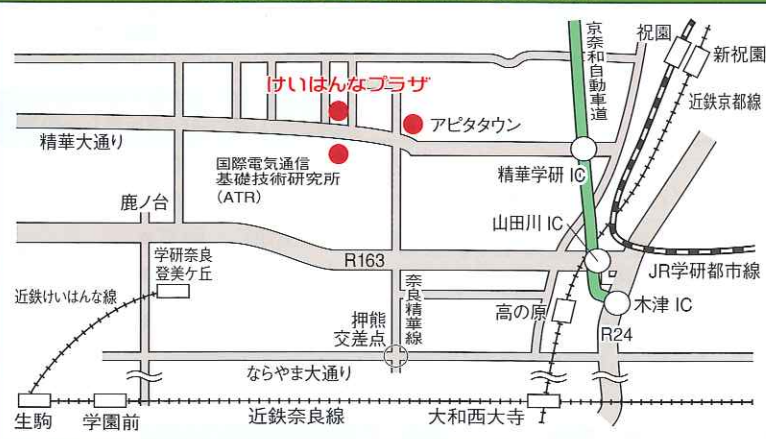 京奈和自動車道
祝園
新祝園
近鉄京都線
けいはんなプラザ
アピタタウン
精華大通り
国際電気通信
基礎技術研究所
(ATR)
精華学研 IC
鹿ノ台
山田川 IC
学研奈良
登美ケ丘
R163
JR学研都市線
近鉄けいはんな線
奈良精華線
押熊
交差点
高の原
木津 IC
R24
ならやま大通り
生駒
学園前
近鉄奈良線
大和西大寺